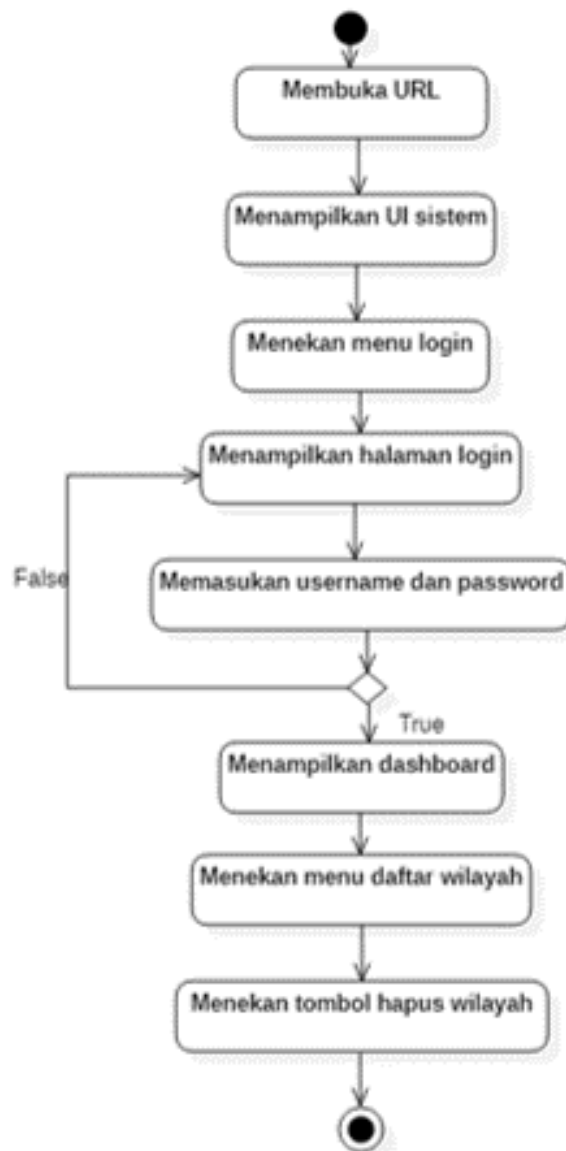 Membuka URL
Menampilkan UI sistem
Menekan menu login
Menampilkan halaman login
False
Memasukan username dan password
True
Menampilkan dashboard
Menekan menu daftar wilayah
Menekan tombol hapus wilayah